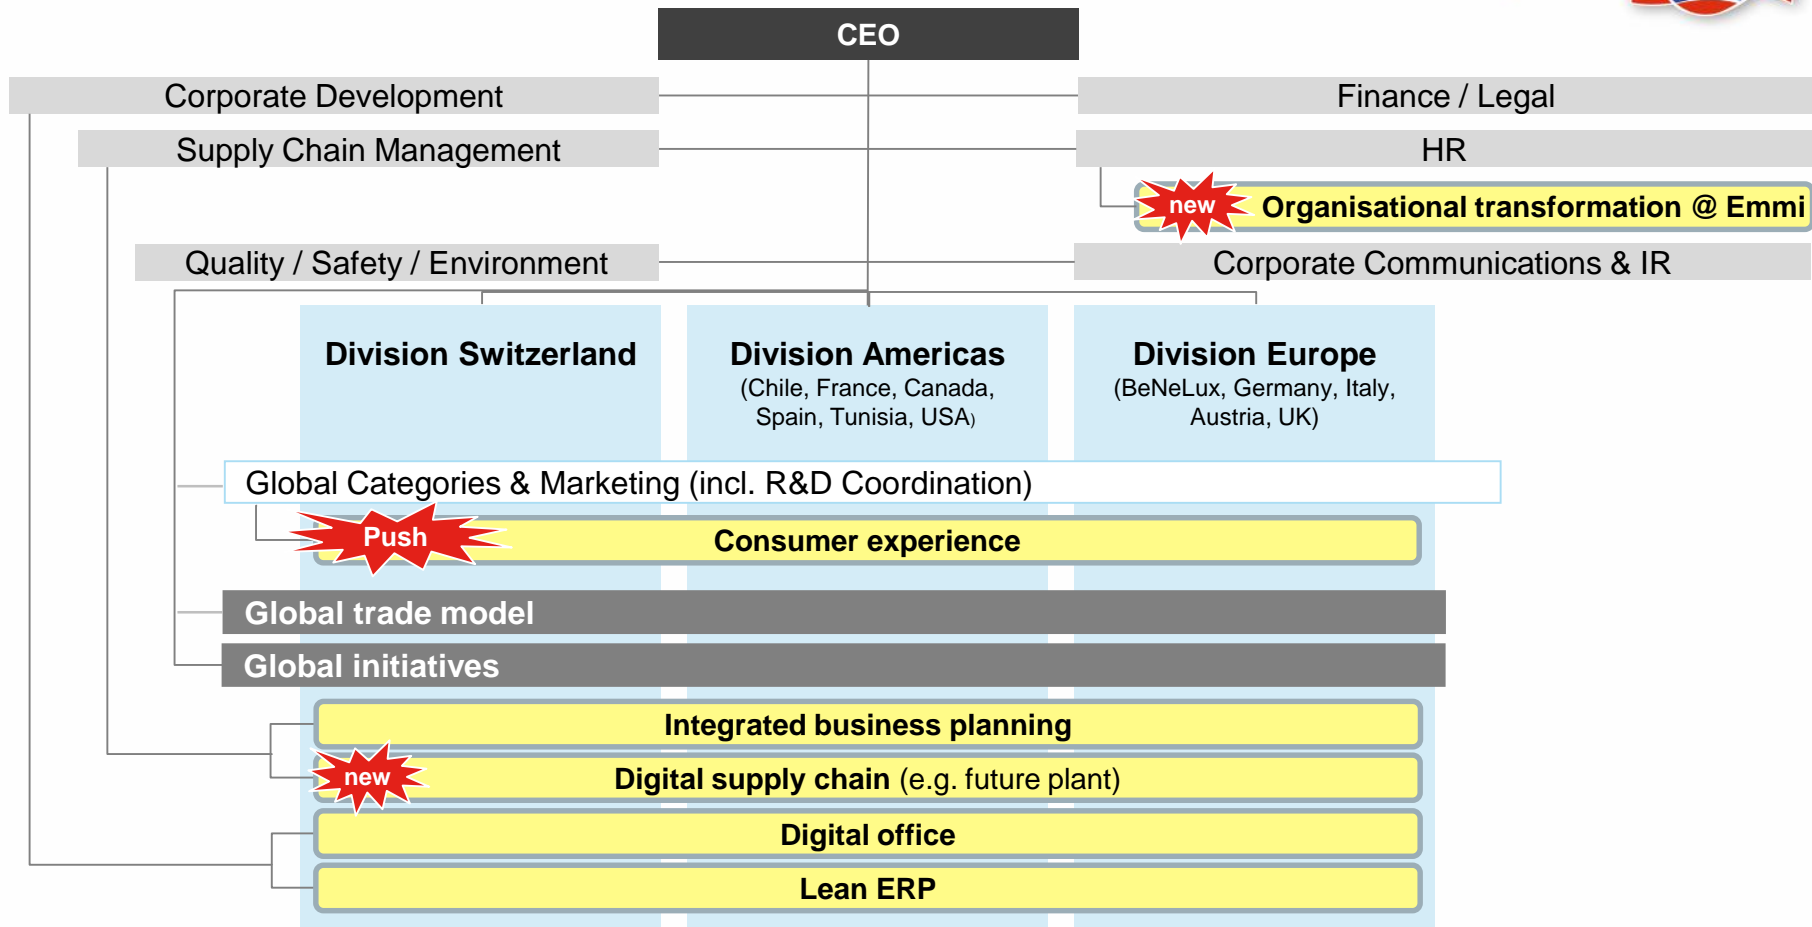 CEO
Corporate Development
Finance / Legal
Supply Chain Management
HR
new
Organisational transformation @ Emmi
Quality / Safety / Environment
Corporate Communications & IR
Division Switzerland
Division Americas
(Chile, France, Canada,
Spain, Tunisia, USA)
Division Europe
(BeNeLux, Germany, Italy,
Austria, UK)
Global Categories & Marketing (incl. R&D Coordination)
Push
Consumer experience
Global trade model
Global initiatives
Integrated business planning
new
Digital supply chain (e.g. future plant)
Digital office
Lean ERP